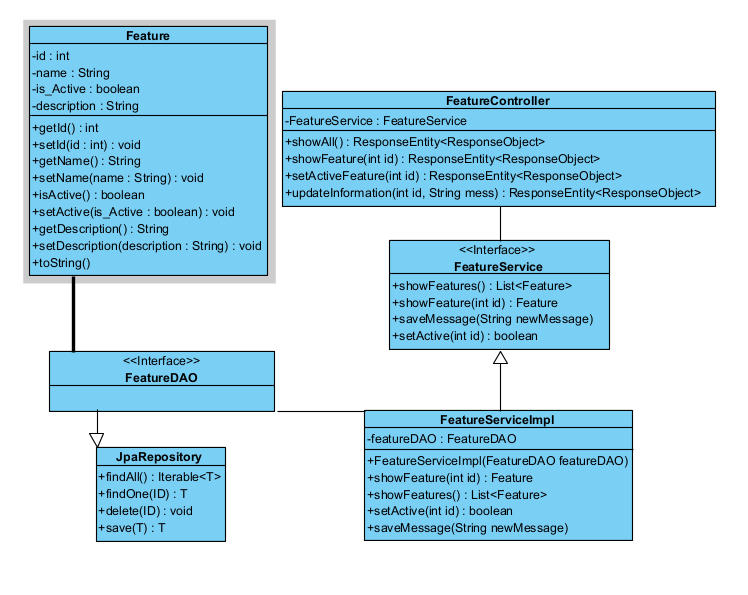 Feature
-id : int
-name : String
-is_Active : boolean
-description : String
+getId() : int
+setId(id : int) : void
+getName() : String
+setName(name : String) : void
+isActive() : boolean
+setActive(is_Active : boolean) : void
+getDescription() : String
+setDescription(description : String) : void
+toString()
FeatureController
-FeatureService : FeatureService
+showAll() : ResponseEntity<ResponseObject>
+showFeature(int id) : ResponseEntity<ResponseObject>
+setActiveFeature(int id) : ResponseEntity<ResponseObject>
+updateInformation(int id, String mess) : ResponseEntity<ResponseObject>
<<Interface>>
FeatureService
+showFeatures() : List<Feature>
+showFeature(int id) : Feature
+saveMessage(String newMessage)
+setActive(int id) : boolean
<<Interface>>
FeatureDAO
JpaRepository
+findAll() : Iterable<T>
+findOne(ID) : T
+delete(ID) : void
+save(T) : T
FeatureServiceImpl
-featureDAO : FeatureDAO
+FeatureServiceImpl(FeatureDAO featureDAO)
+showFeature(int id) : Feature
+showFeatures() : List<Feature>
+setActive(int id) : boolean
+saveMessage(String newMessage)